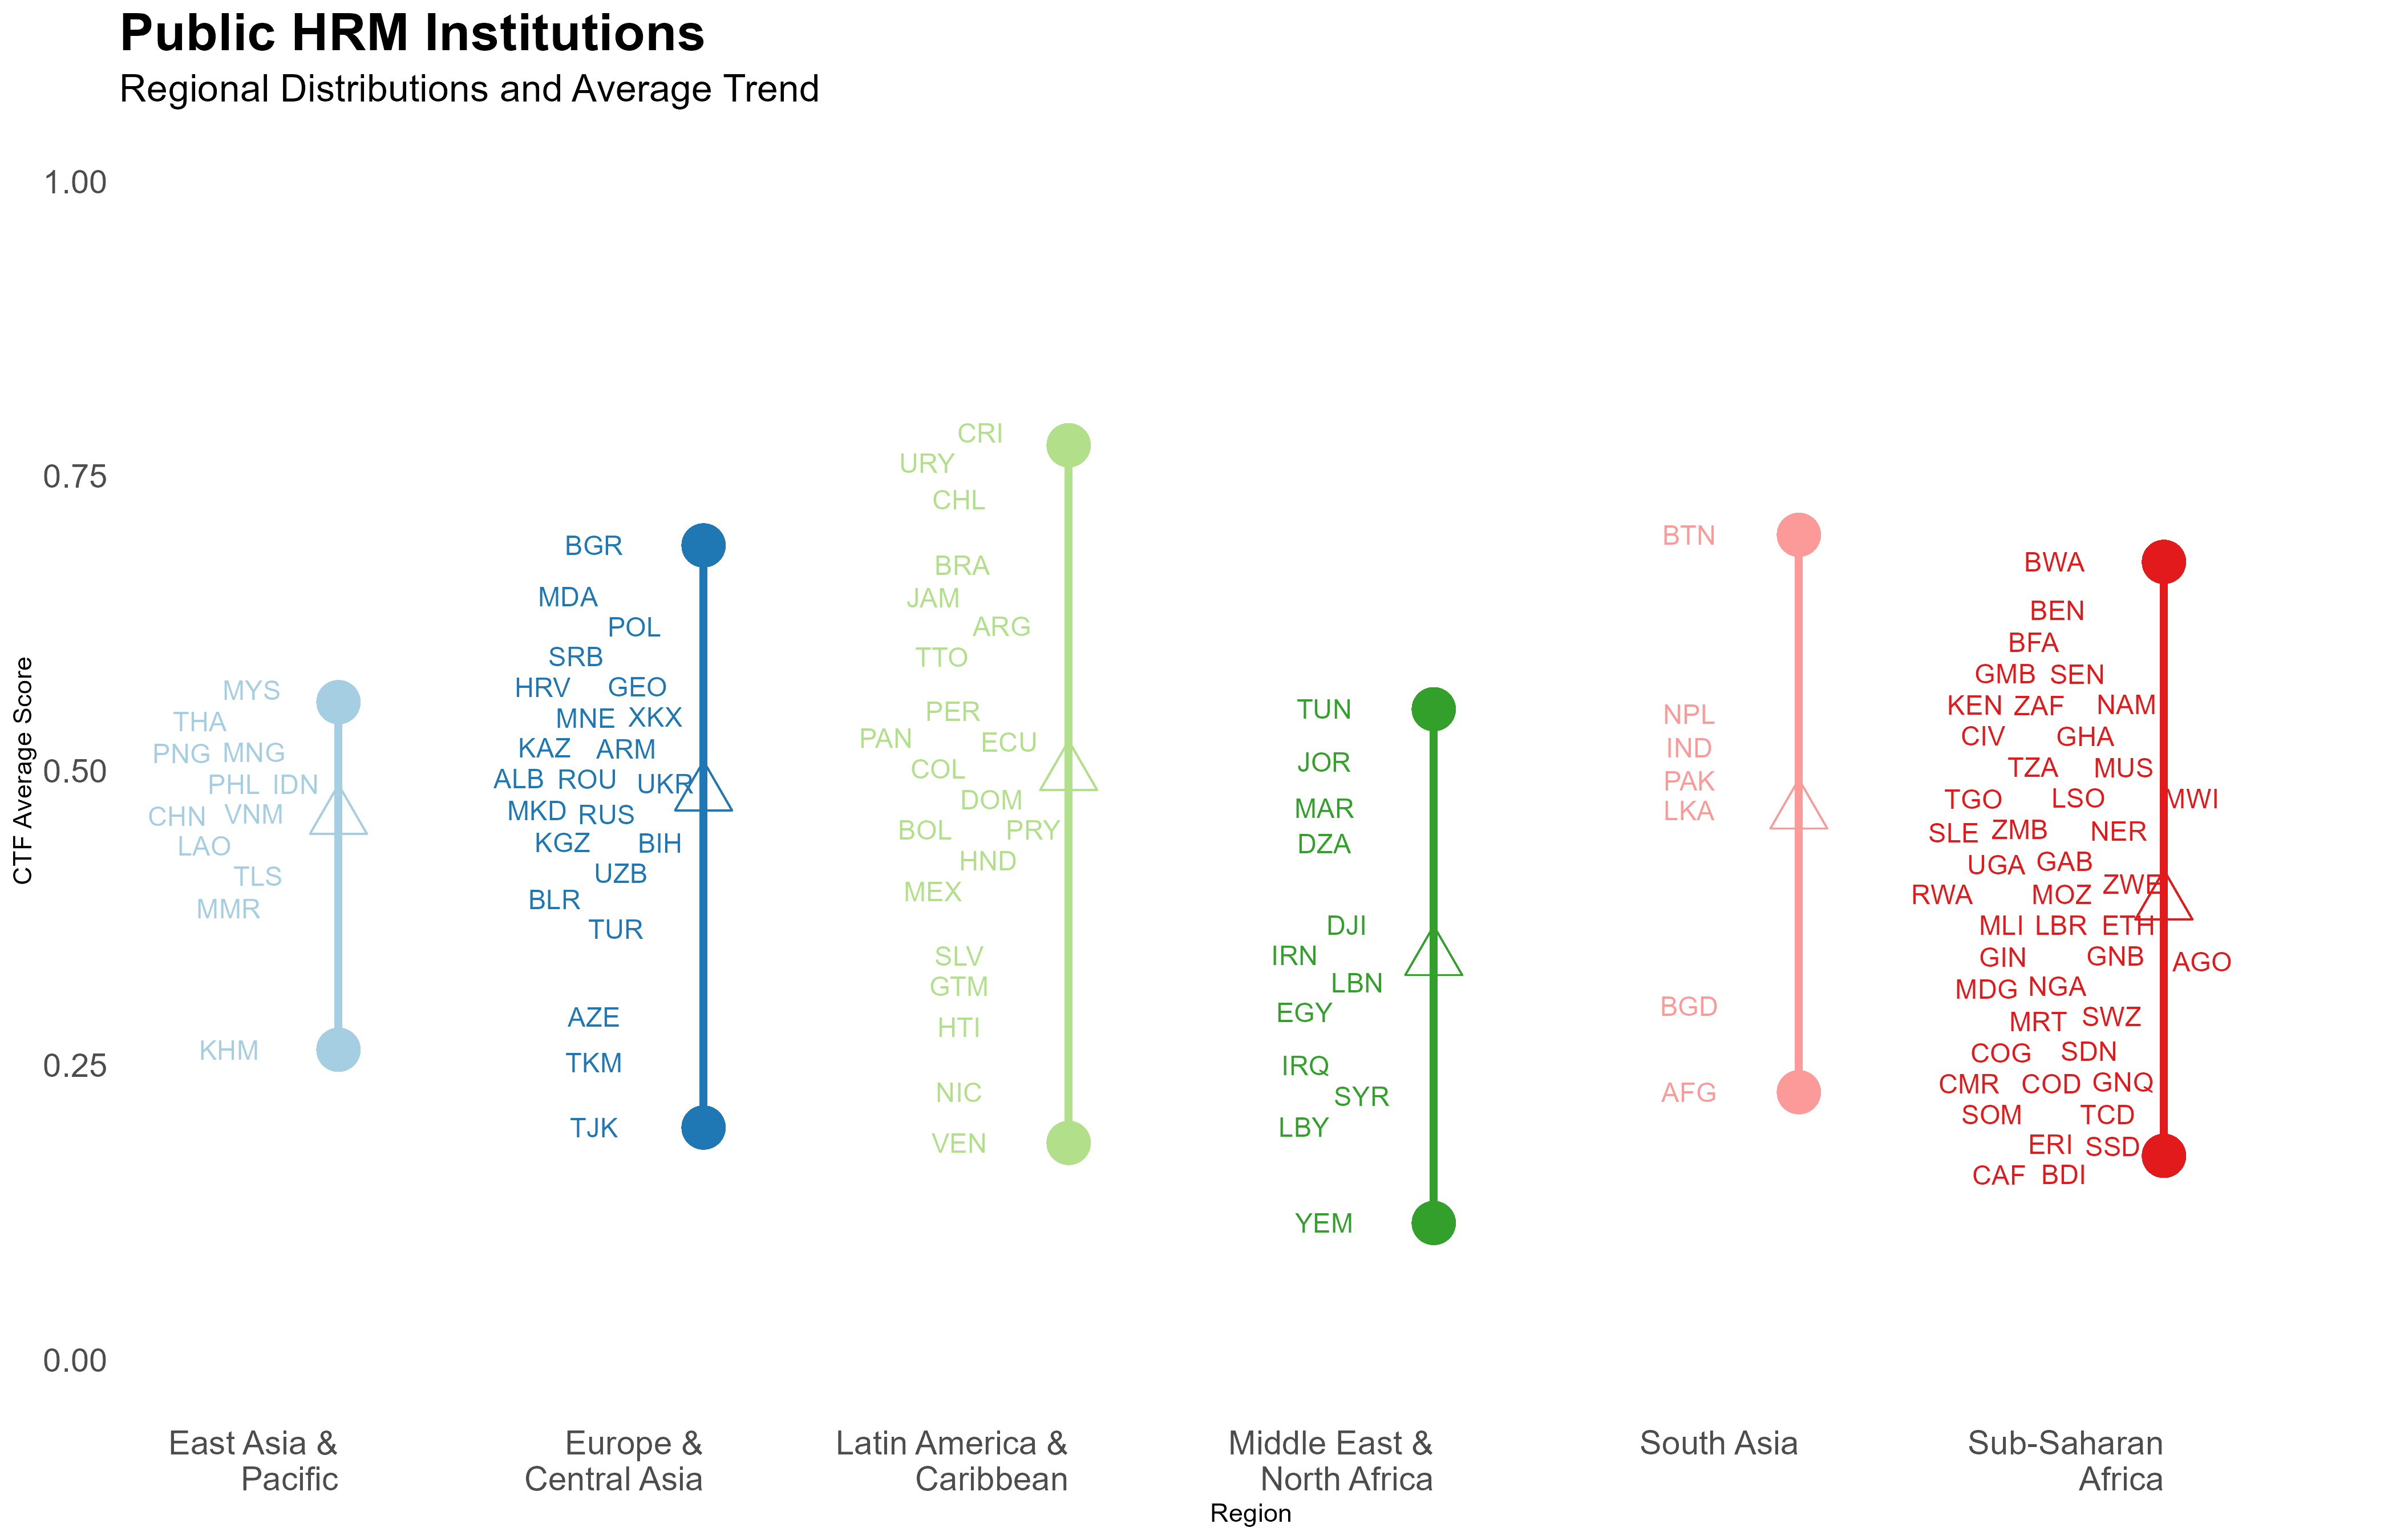 Public HRM Institutions
Regional Distributions and Average Trend
CTF Average Score
1.00
0.75
0.50
0.25
0.00
MYS
THA
PNG MNG
PHL IDN
CHN VNM
LAO
TLS
MMR
KHM
BGR
MDA
POL
SRB
HRV GEO
MNE XKX
KAZ ARM
ALB ROU UKR
MKD RUS
KGZ BIH
UZB
BLR
TUR
AZE
TKM
TJK
CRI
URY
CHL
BRA
JAM
ARG
TTO
PER
PAN ECU
COL
DOM
BOL PRY
HND
MEX
SLV
GTM
HTI
NIC
VEN
TUN
JOR
MAR
DZA
DJI
IRN
LBN
EGY
IRQ
SYR
LBY
YEM
BTN
NPL
IND
PAK
LKA
BGD
AFG
BWA
BEN
BFA
GMB SEN
KEN ZAF NAM
CIV GHA
TZA MUS
TGO LSO MWI
SLE ZMB NER
UGA GAB
RWA MOZ ZWE
MLI LBR ETH
GIN GNB AGO
MDG NGA
MRT SWZ
COG SDN
CMR COD GNQ
SOM TCD
ERI SSD
CAF BDI
East Asia &
Pacific
Europe &
Central Asia
Latin America &
Caribbean
Middle East &
North Africa
South Asia
Sub-Saharan
Africa
Region